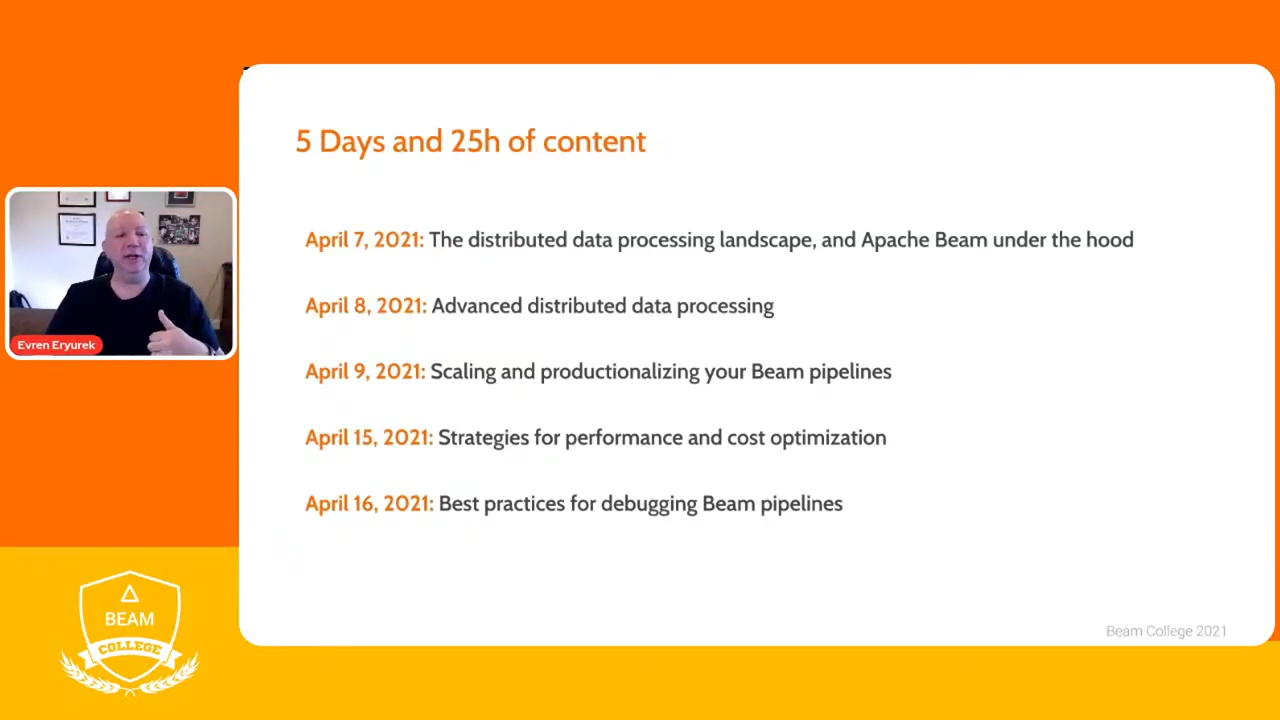 5 Days and 25h of content
April 7, 2021: The distributed data processing landscape, and Apache Beam under the hood
April 8, 2021: Advanced distributed data processing
April 9, 2021: Scaling and productionalizing your Beam pipelines
April 15, 2021: Strategies for performance and cost optimization
April 16, 2021: Best practices for debugging Beam pipelines
Evren Eryurek
BEAM
COLLEGE
Beam College 2021